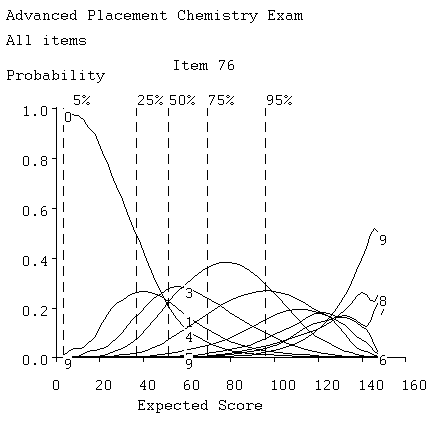 Advanced Placement Chemistry Exam
All items
Item 76
Probability
5% 25% 50% 75% 95%
1.0
0
0.8
0.6
9
0.4
3
8
0.2
7
1
4
0.0
9 9 6
0 20 40 60 80 100 120 140 160
Expected Score